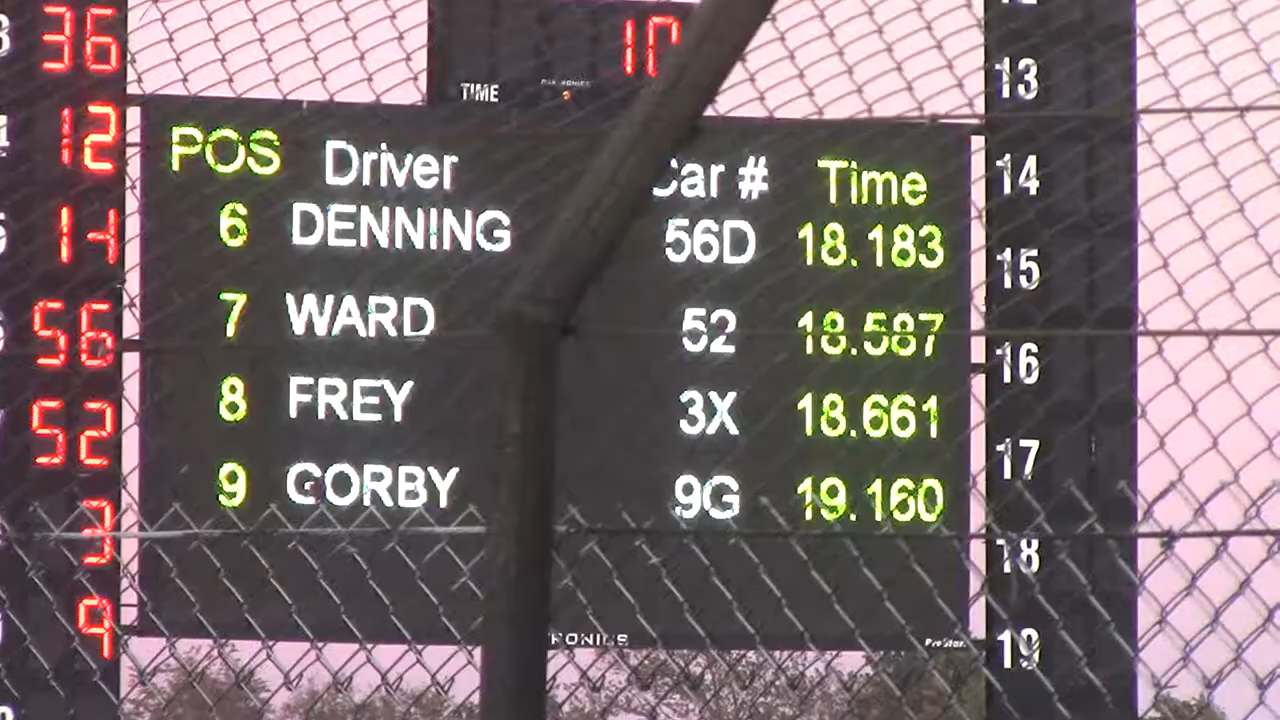 36
12
14
56
52
3
9
TIME
POS Driver Car # Time
6 DENNING 56D 18.183
7 WARD 52 18.587
8 FREY 3X 18.661
9 CORBY 9G 19.160
ProStar
13
14
15
16
17
18
19